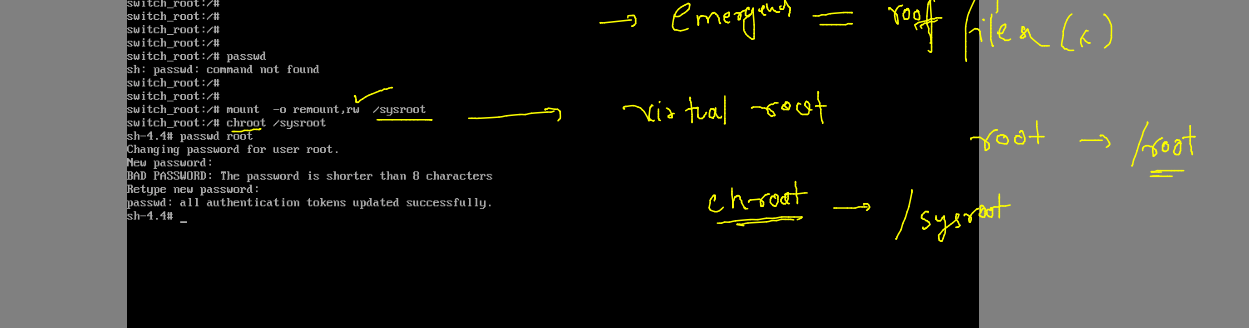 switch_root:/#
switch_root:/#
switch_root:/#
switch_root:/#
switch_root:/# passwd
sh: passwd: command not found
switch_root:/#
switch_root:/#
switch_root:/# mount -o remount,rw /sysroot
switch_root:/# chroot /sysroot
sh-4.4# passwd root
Changing password for user root.
New password:
BAD PASSWORD: The password is shorter than 8 characters
Retype new password:
passwd: all authentication tokens updated successfully.
sh-4.4# _
→ = root (x)
→ virtual root
root → /root
chroot → /sysroot